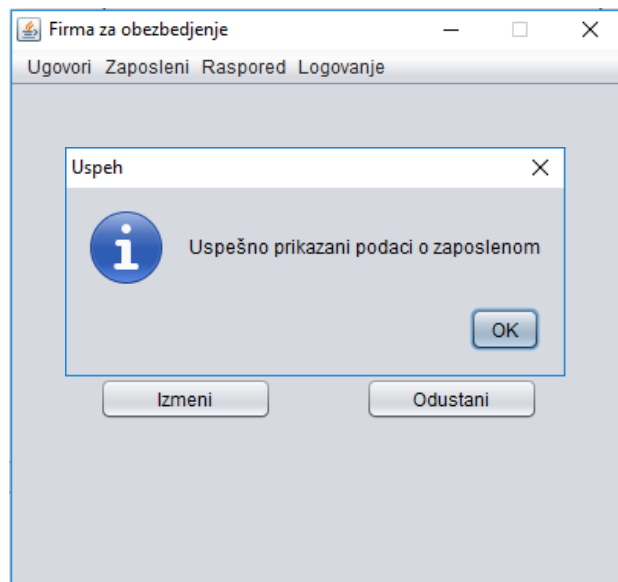 Firma za obezbedjenje
Ugovori Zaposleni Raspored Logovanje
Uspeh
Uspešno prikazani podaci o zaposlenom
OK
Izmeni Odustani